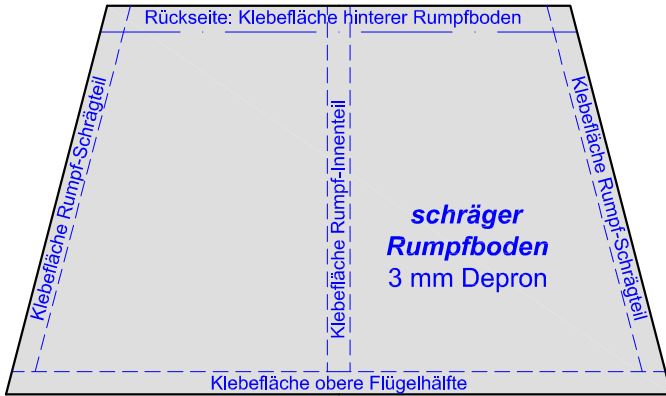 Rückseite: Klebefläche hinterer Rumpfboden
Klebefläche Rumpf-Schrägteil
Klebefläche Rumpf-Innenteil
Klebefläche Rumpf-Schrägteil
schräger
Rumpfboden
3 mm Depron
Klebefläche obere Flügelhälfte